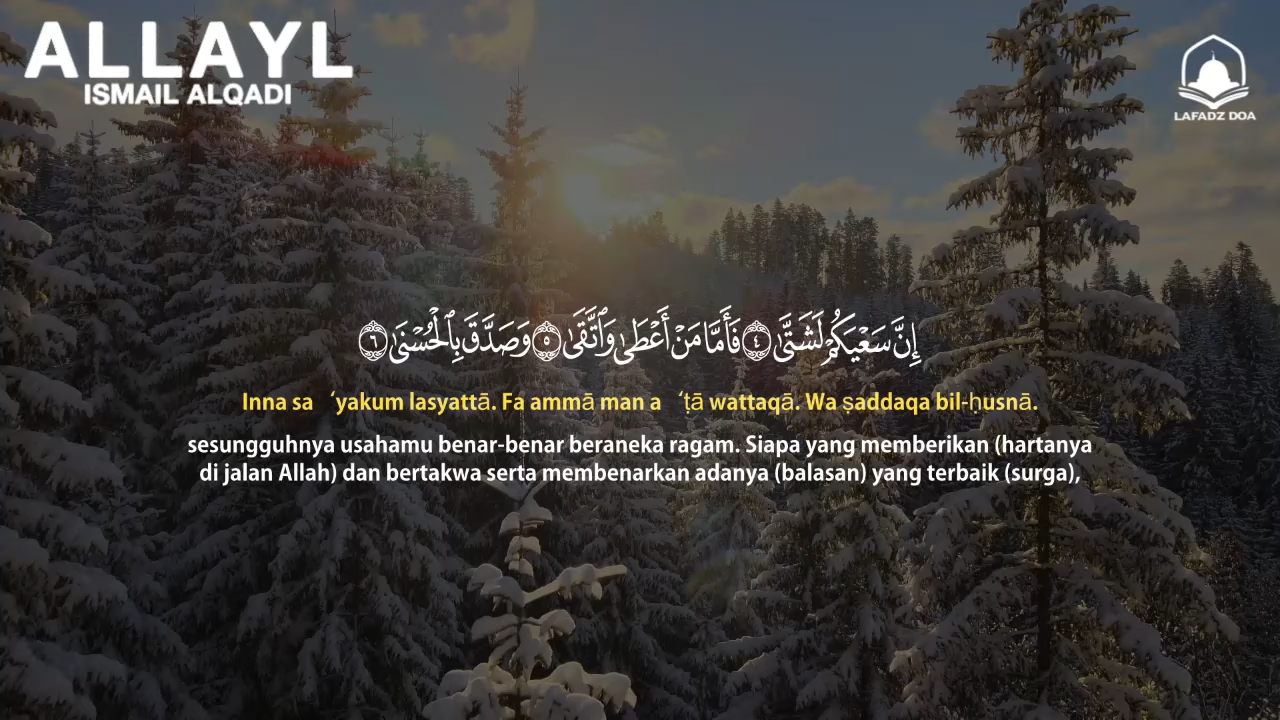 ALLAYL
ISMAIL ALQADI
LAFADZ DOA
إِنَّ سَعْيَكُمْ لَشَتَّىٰ ٤ فَأَمَّا مَنْ أَعْطَىٰ وَٱتَّقَىٰ ٥ وَصَدَّقَ بِٱلْحُسْنَىٰ ٦
Inna sa ‘yakum lasyattā. Fa ammā man a ‘ṭā wattaqā. Wa ṣaddaqa bil-ḥusnā.
sesungguhnya usahamu benar-benar beraneka ragam. Siapa yang memberikan (hartanya
di jalan Allah) dan bertakwa serta membenarkan adanya (balasan) yang terbaik (surga),